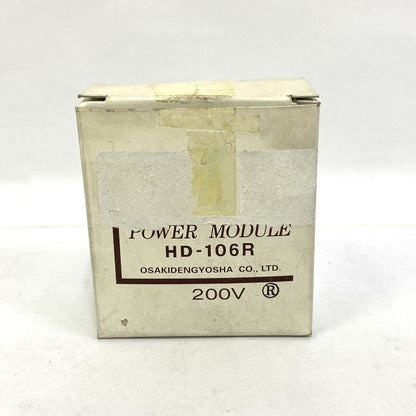 POWER MODULE
HD-106R
OSAKIDENGYOSHA CO., LTD.
200V ®